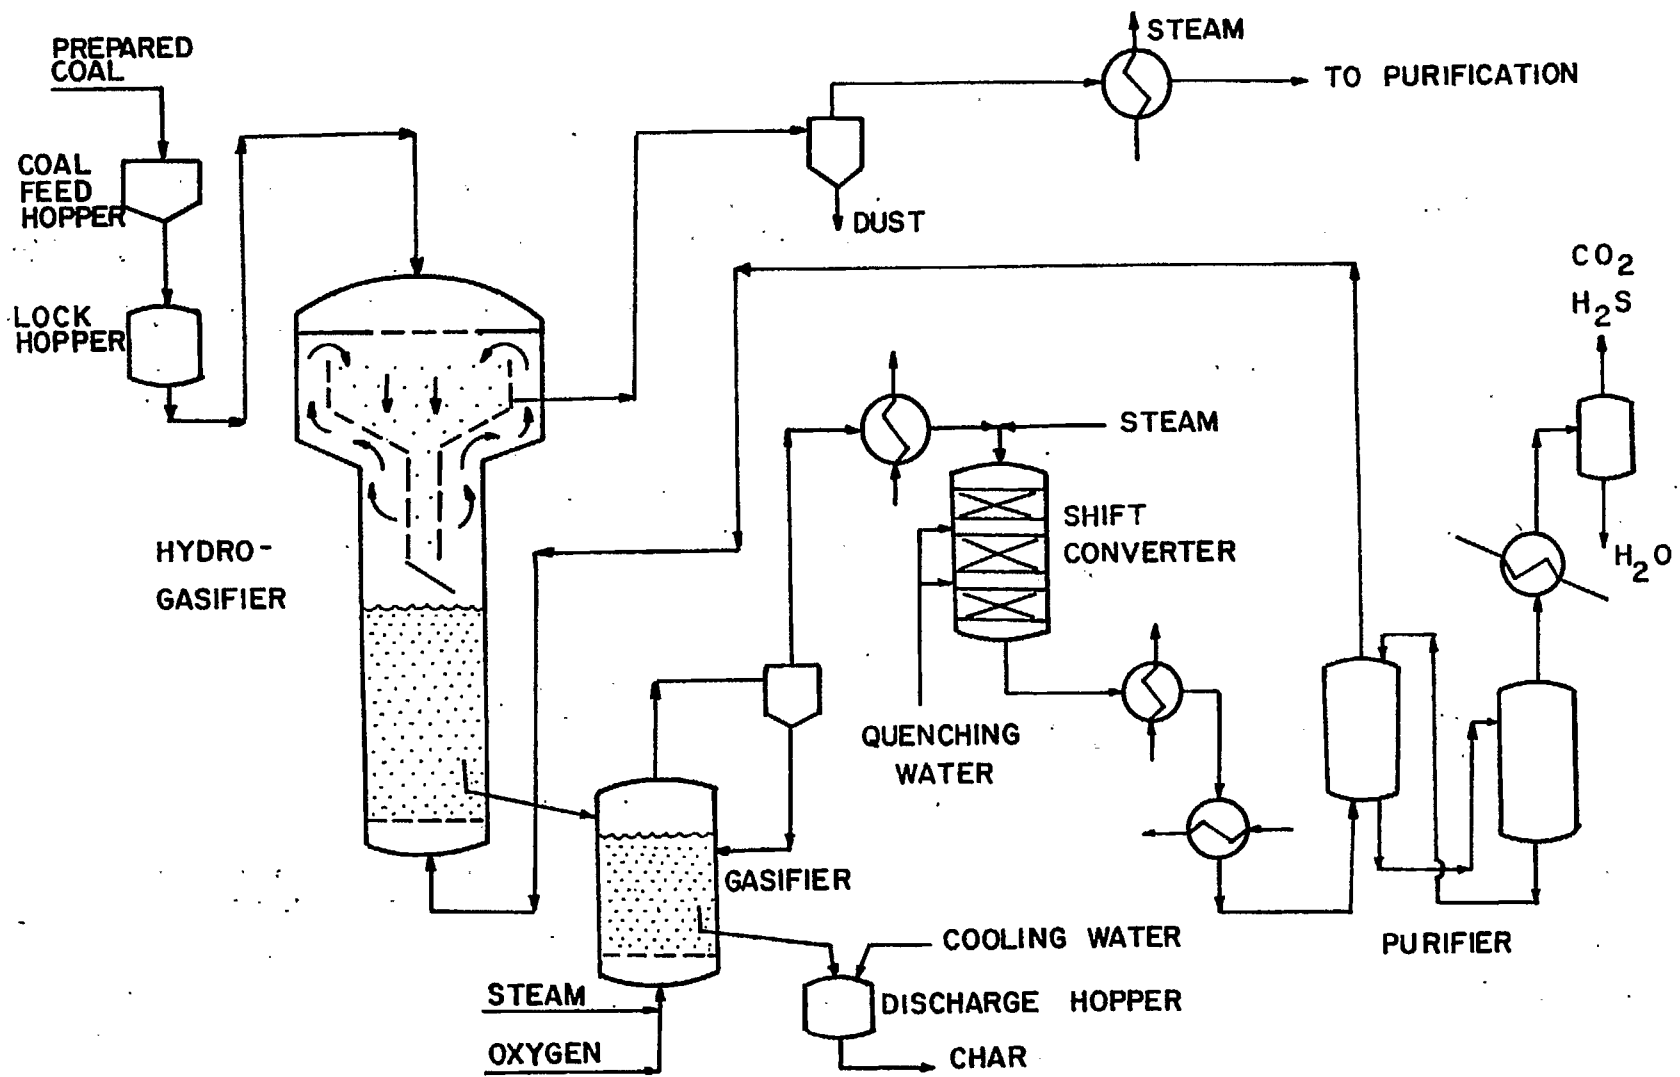 PREPARED
COAL
STEAM
TO PURIFICATION
COAL
FEED
HOPPER
DUST
CO2
H2S
LOCK
HOPPER
STEAM
SHIFT
CONVERTER
HYDRO-
GASIFIER
H2O
QUENCHING
WATER
GASIFIER
COOLING WATER
PURIFIER
STEAM
DISCHARGE HOPPER
OXYGEN
CHAR